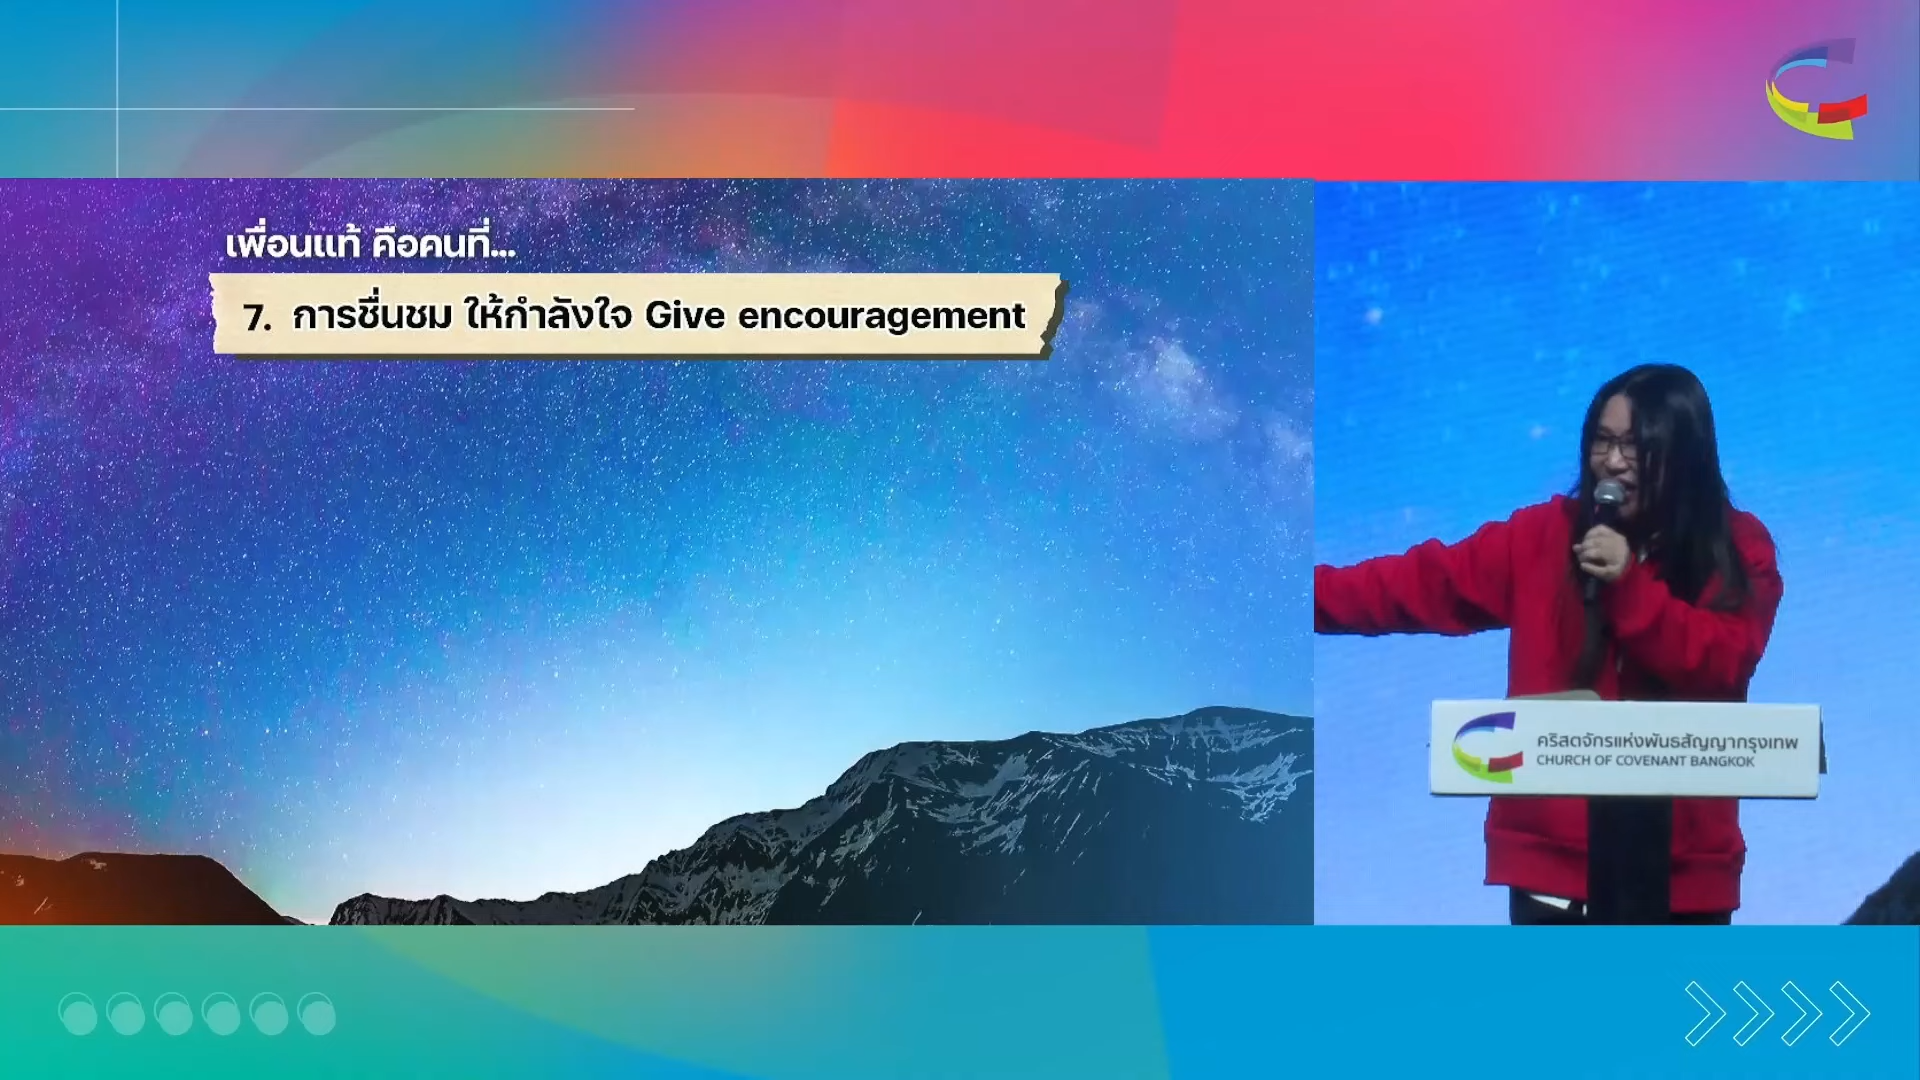 เพื่อนแท้ คือคนที่...
7. การชื่นชม ให้กำลังใจ Give encouragement
คริสตจักรแห่งพันธสัญญากรุงเทพ
CHURCH OF COVENANT BANGKOK